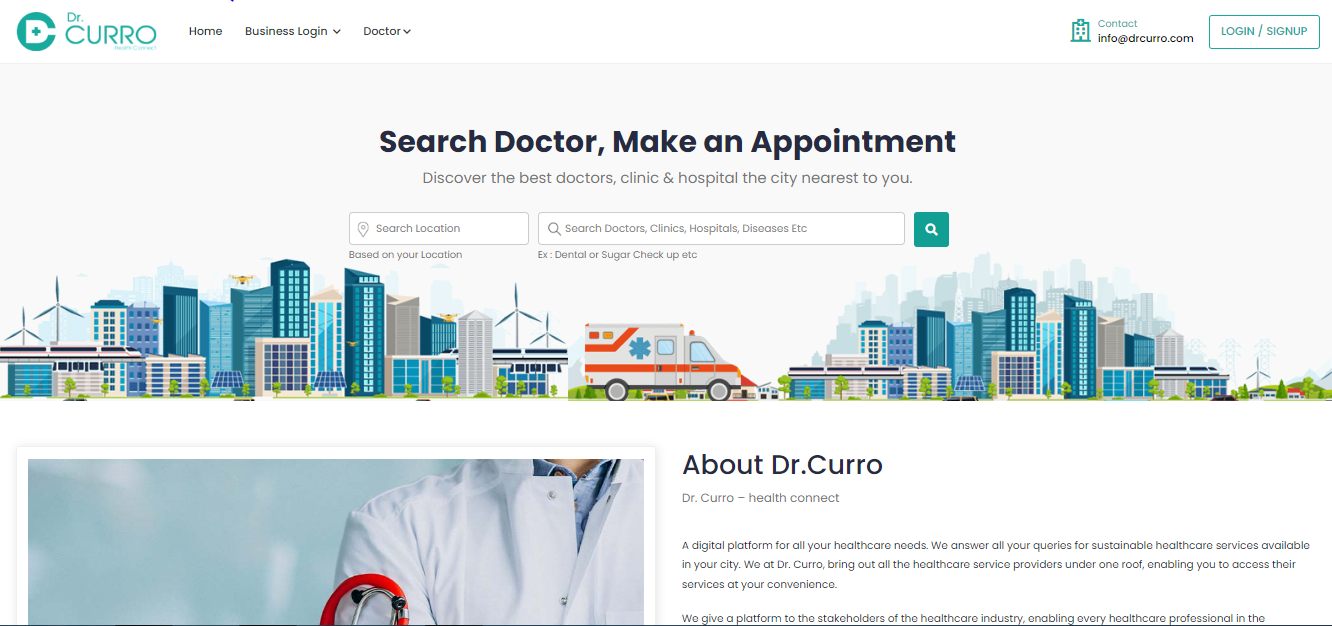 Dr.
CURRO
Health Connect
Home
Business Login
Doctor
Contact
info@drcurro.com
LOGIN / SIGNUP
Search Doctor, Make an Appointment
Discover the best doctors, clinic & hospital the city nearest to you.
Search Location
Search Doctors, Clinics, Hospitals, Diseases Etc
Based on your Location
Ex : Dental or Sugar Check up etc
About Dr.Curro
Dr. Curro – health connect
A digital platform for all your healthcare needs. We answer all your queries for sustainable healthcare services available
in your city. We at Dr. Curro, bring out all the healthcare service providers under one roof, enabling you to access their
services at your convenience.
We give a platform to the stakeholders of the healthcare industry, enabling every healthcare professional in the